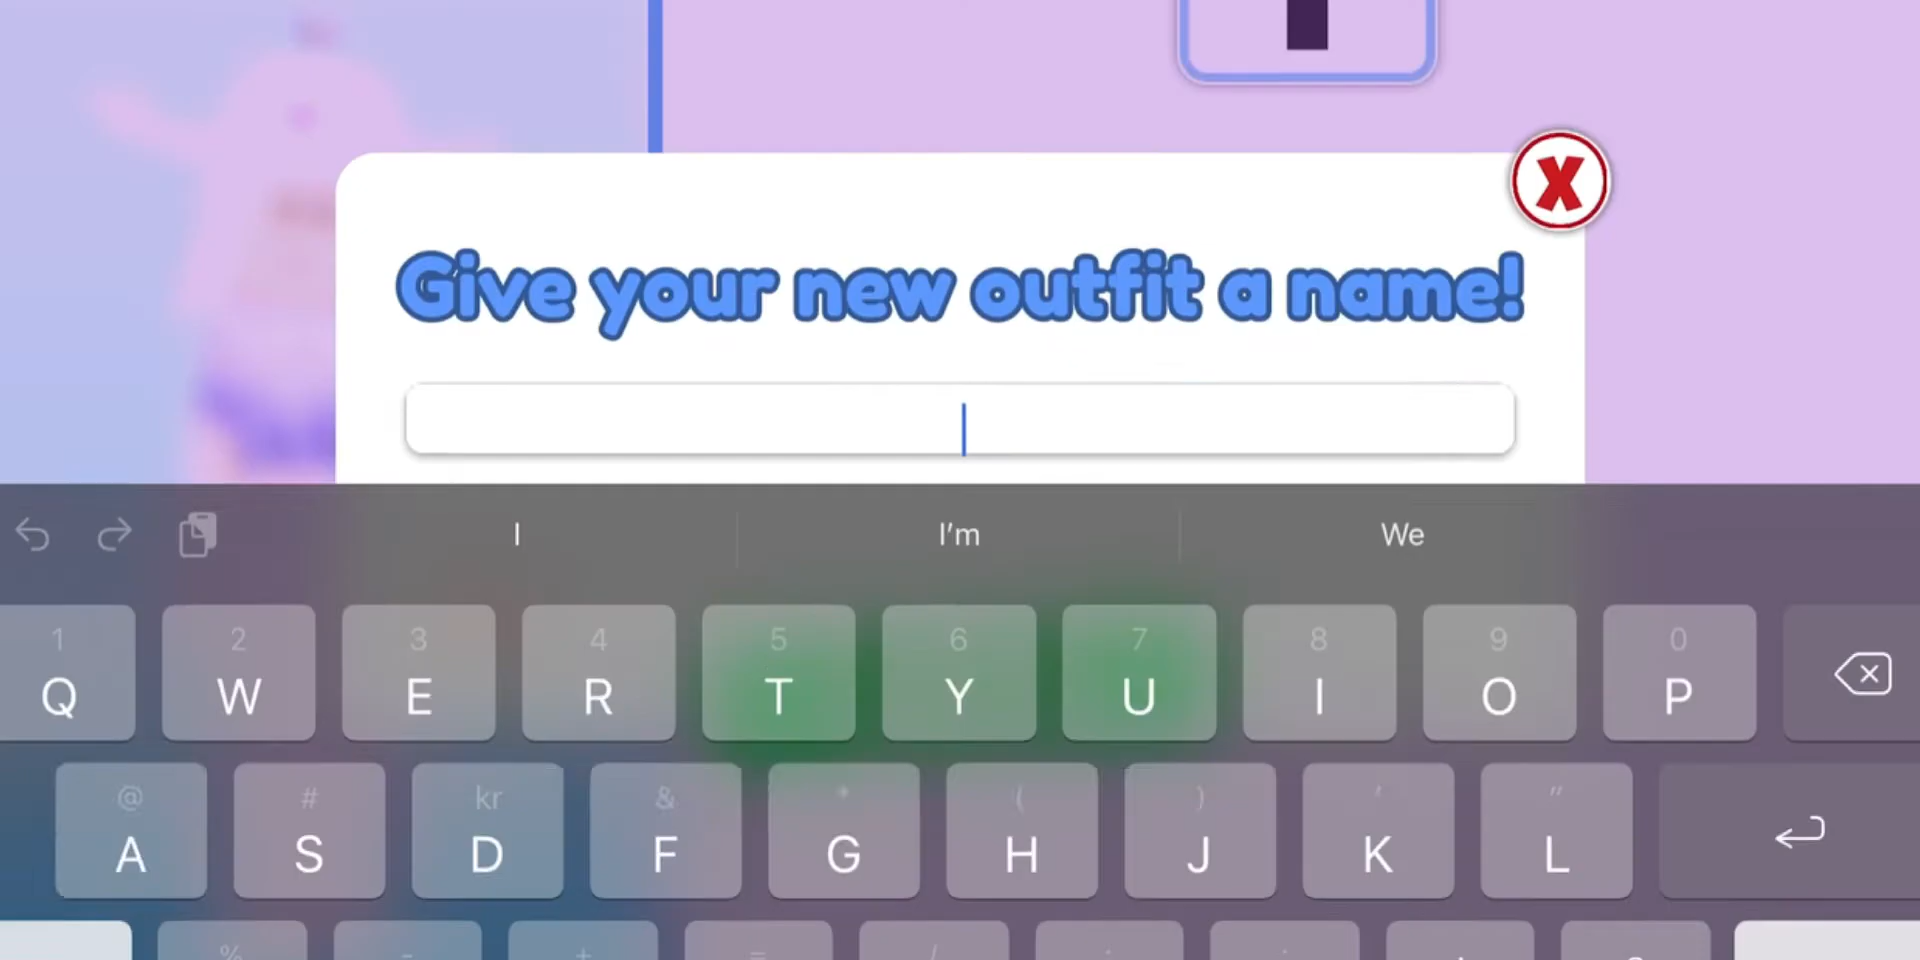 X
Give your new outfit a name!
I I'm We
1 2 3 4 5 6 7 8 9 0
Q W E R T Y U I O P
@ # kr & * ( ) ' "
A S D F G H J K L
% - + = / ; :